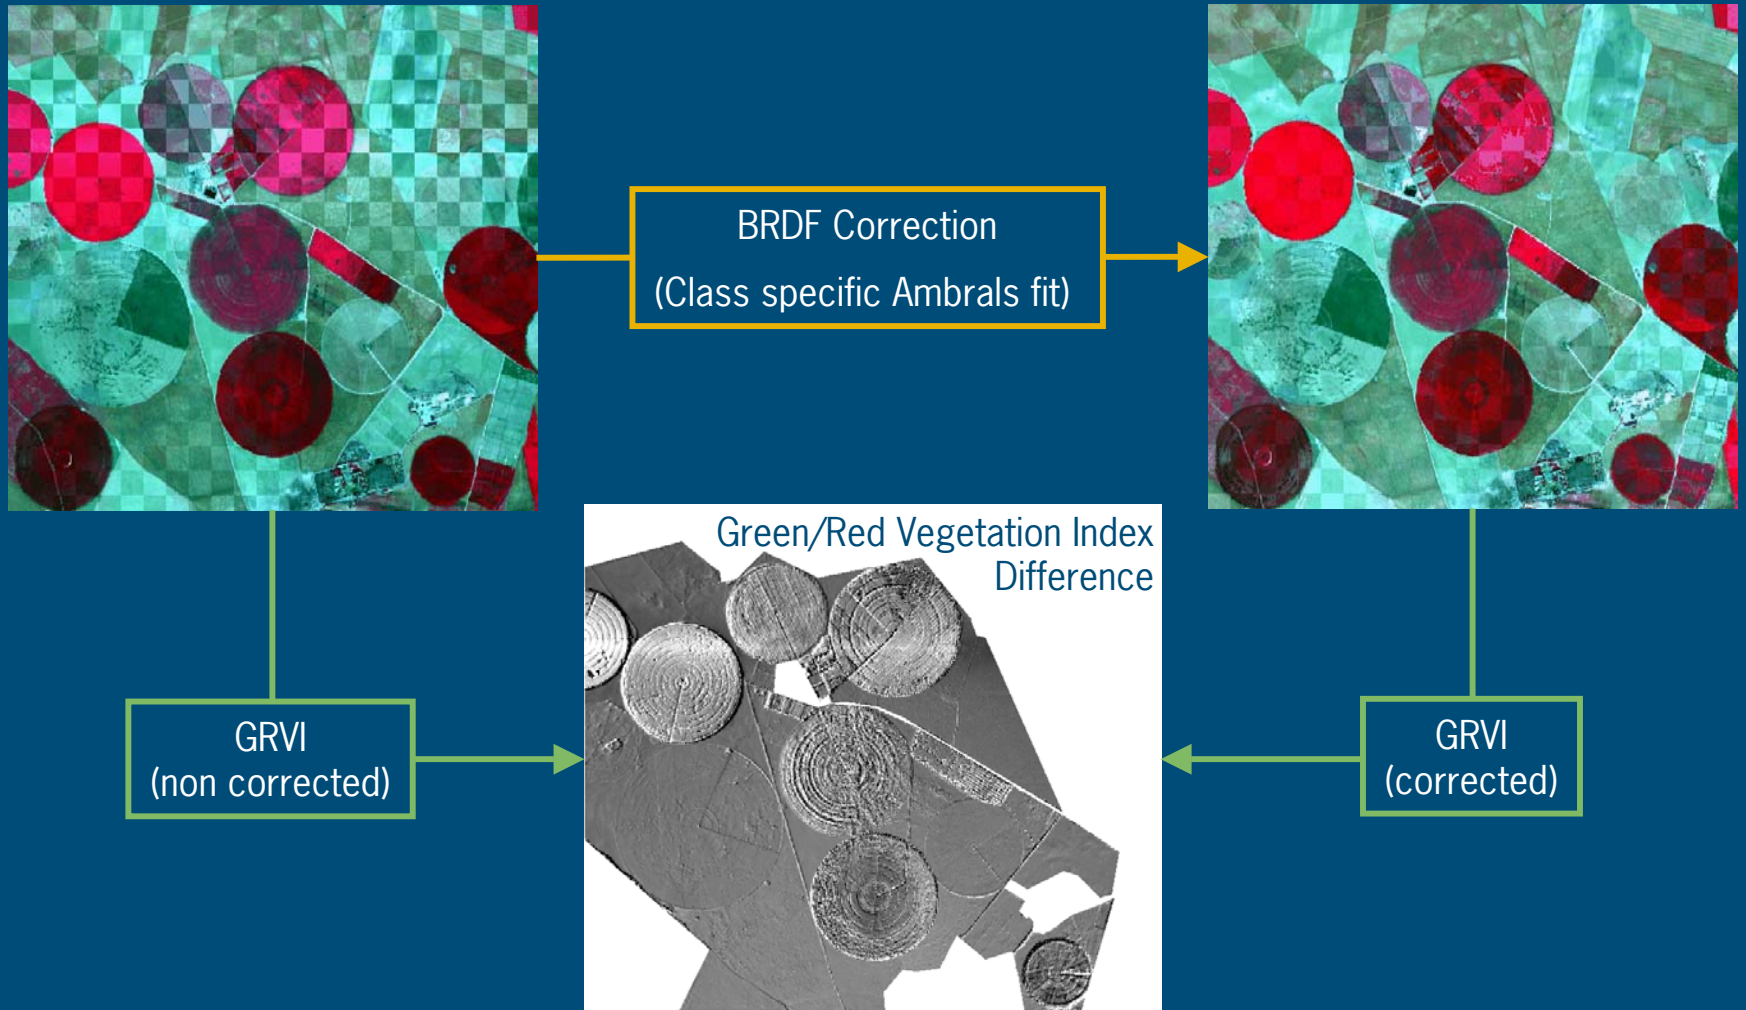 BRDF Correction
(Class specific Ambrals fit)
Green/Red Vegetation Index
Difference
GRVI
(non corrected)
GRVI
(corrected)